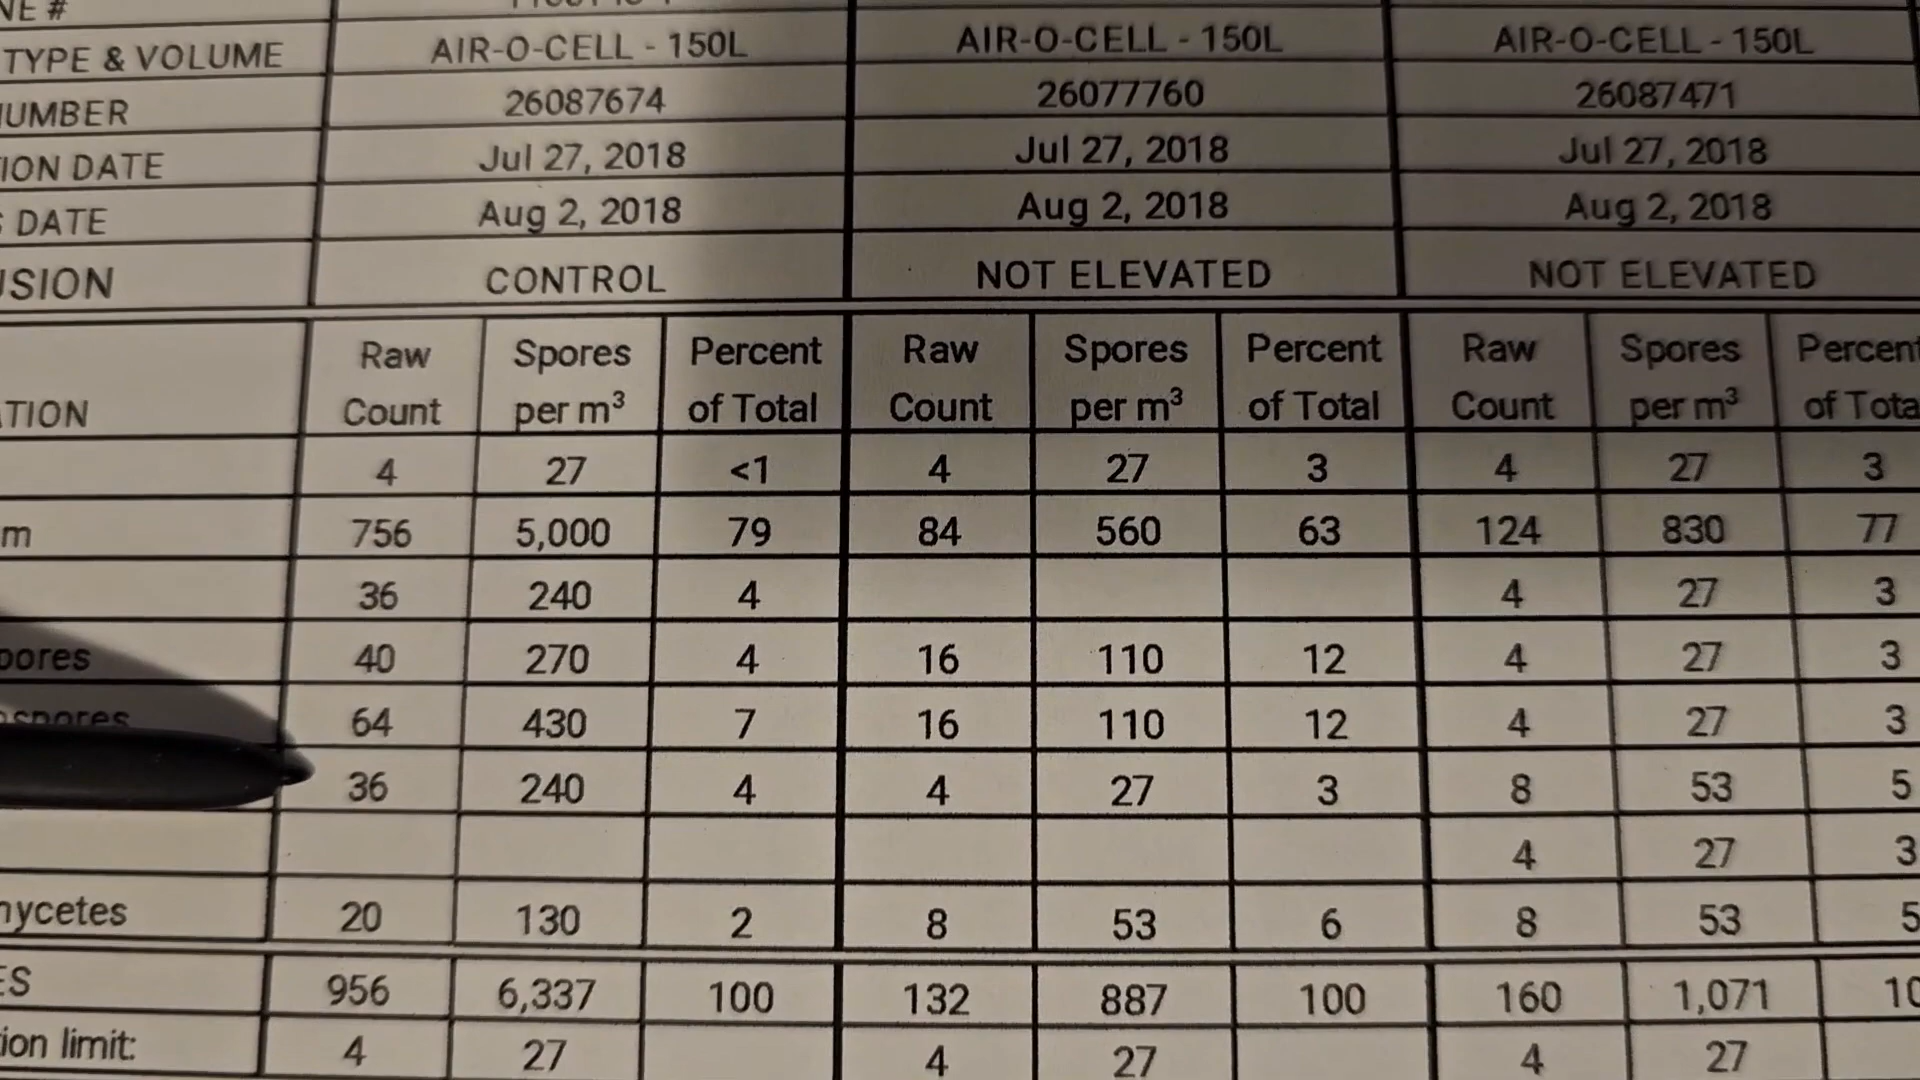 NE #
TYPE & VOLUME AIR-O-CELL - 150L AIR-O-CELL - 150L AIR-O-CELL - 150L
NUMBER 26087674 26077760 26087471
ION DATE Jul 27, 2018 Jul 27, 2018 Jul 27, 2018
S DATE Aug 2, 2018 Aug 2, 2018 Aug 2, 2018
USION CONTROL NOT ELEVATED NOT ELEVATED
Raw Spores Percent Raw Spores Percent Raw Spores Percent
ATION Count per m³ of Total Count per m³ of Total Count per m³ of Tota
4 27 <1 4 27 3 4 27 3
m 756 5,000 79 84 560 63 124 830 77
36 240 4 4 27 3
pores 40 270 4 16 110 12 4 27 3
spores 64 430 7 16 110 12 4 27 3
36 240 4 4 27 3 8 53 5
4 27 3
mycetes 20 130 2 8 53 6 8 53 5
ES 956 6,337 100 132 887 100 160 1,071 10
ion limit: 4 27 4 27 4 27